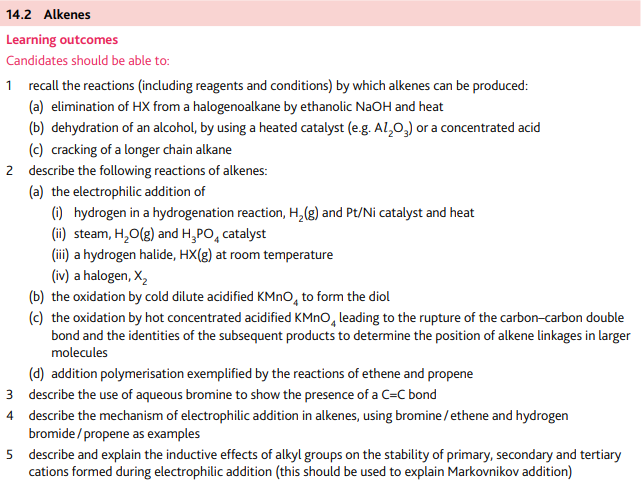 14.2 Alkenes
Learning outcomes
Candidates should be able to:
1 recall the reactions (including reagents and conditions) by which alkenes can be produced:
(a) elimination of HX from a halogenoalkane by ethanolic NaOH and heat
(b) dehydration of an alcohol, by using a heated catalyst (e.g. Al₂O₃) or a concentrated acid
(c) cracking of a longer chain alkane
2 describe the following reactions of alkenes:
(a) the electrophilic addition of
(i) hydrogen in a hydrogenation reaction, H₂(g) and Pt/Ni catalyst and heat
(ii) steam, H₂O(g) and H₃PO₄ catalyst
(iii) a hydrogen halide, HX(g) at room temperature
(iv) a halogen, X₂
(b) the oxidation by cold dilute acidified KMnO₄ to form the diol
(c) the oxidation by hot concentrated acidified KMnO₄ leading to the rupture of the carbon–carbon double
bond and the identities of the subsequent products to determine the position of alkene linkages in larger
molecules
(d) addition polymerisation exemplified by the reactions of ethene and propene
3 describe the use of aqueous bromine to show the presence of a C=C bond
4 describe the mechanism of electrophilic addition in alkenes, using bromine/ethene and hydrogen
bromide/propene as examples
5 describe and explain the inductive effects of alkyl groups on the stability of primary, secondary and tertiary
cations formed during electrophilic addition (this should be used to explain Markovnikov addition)